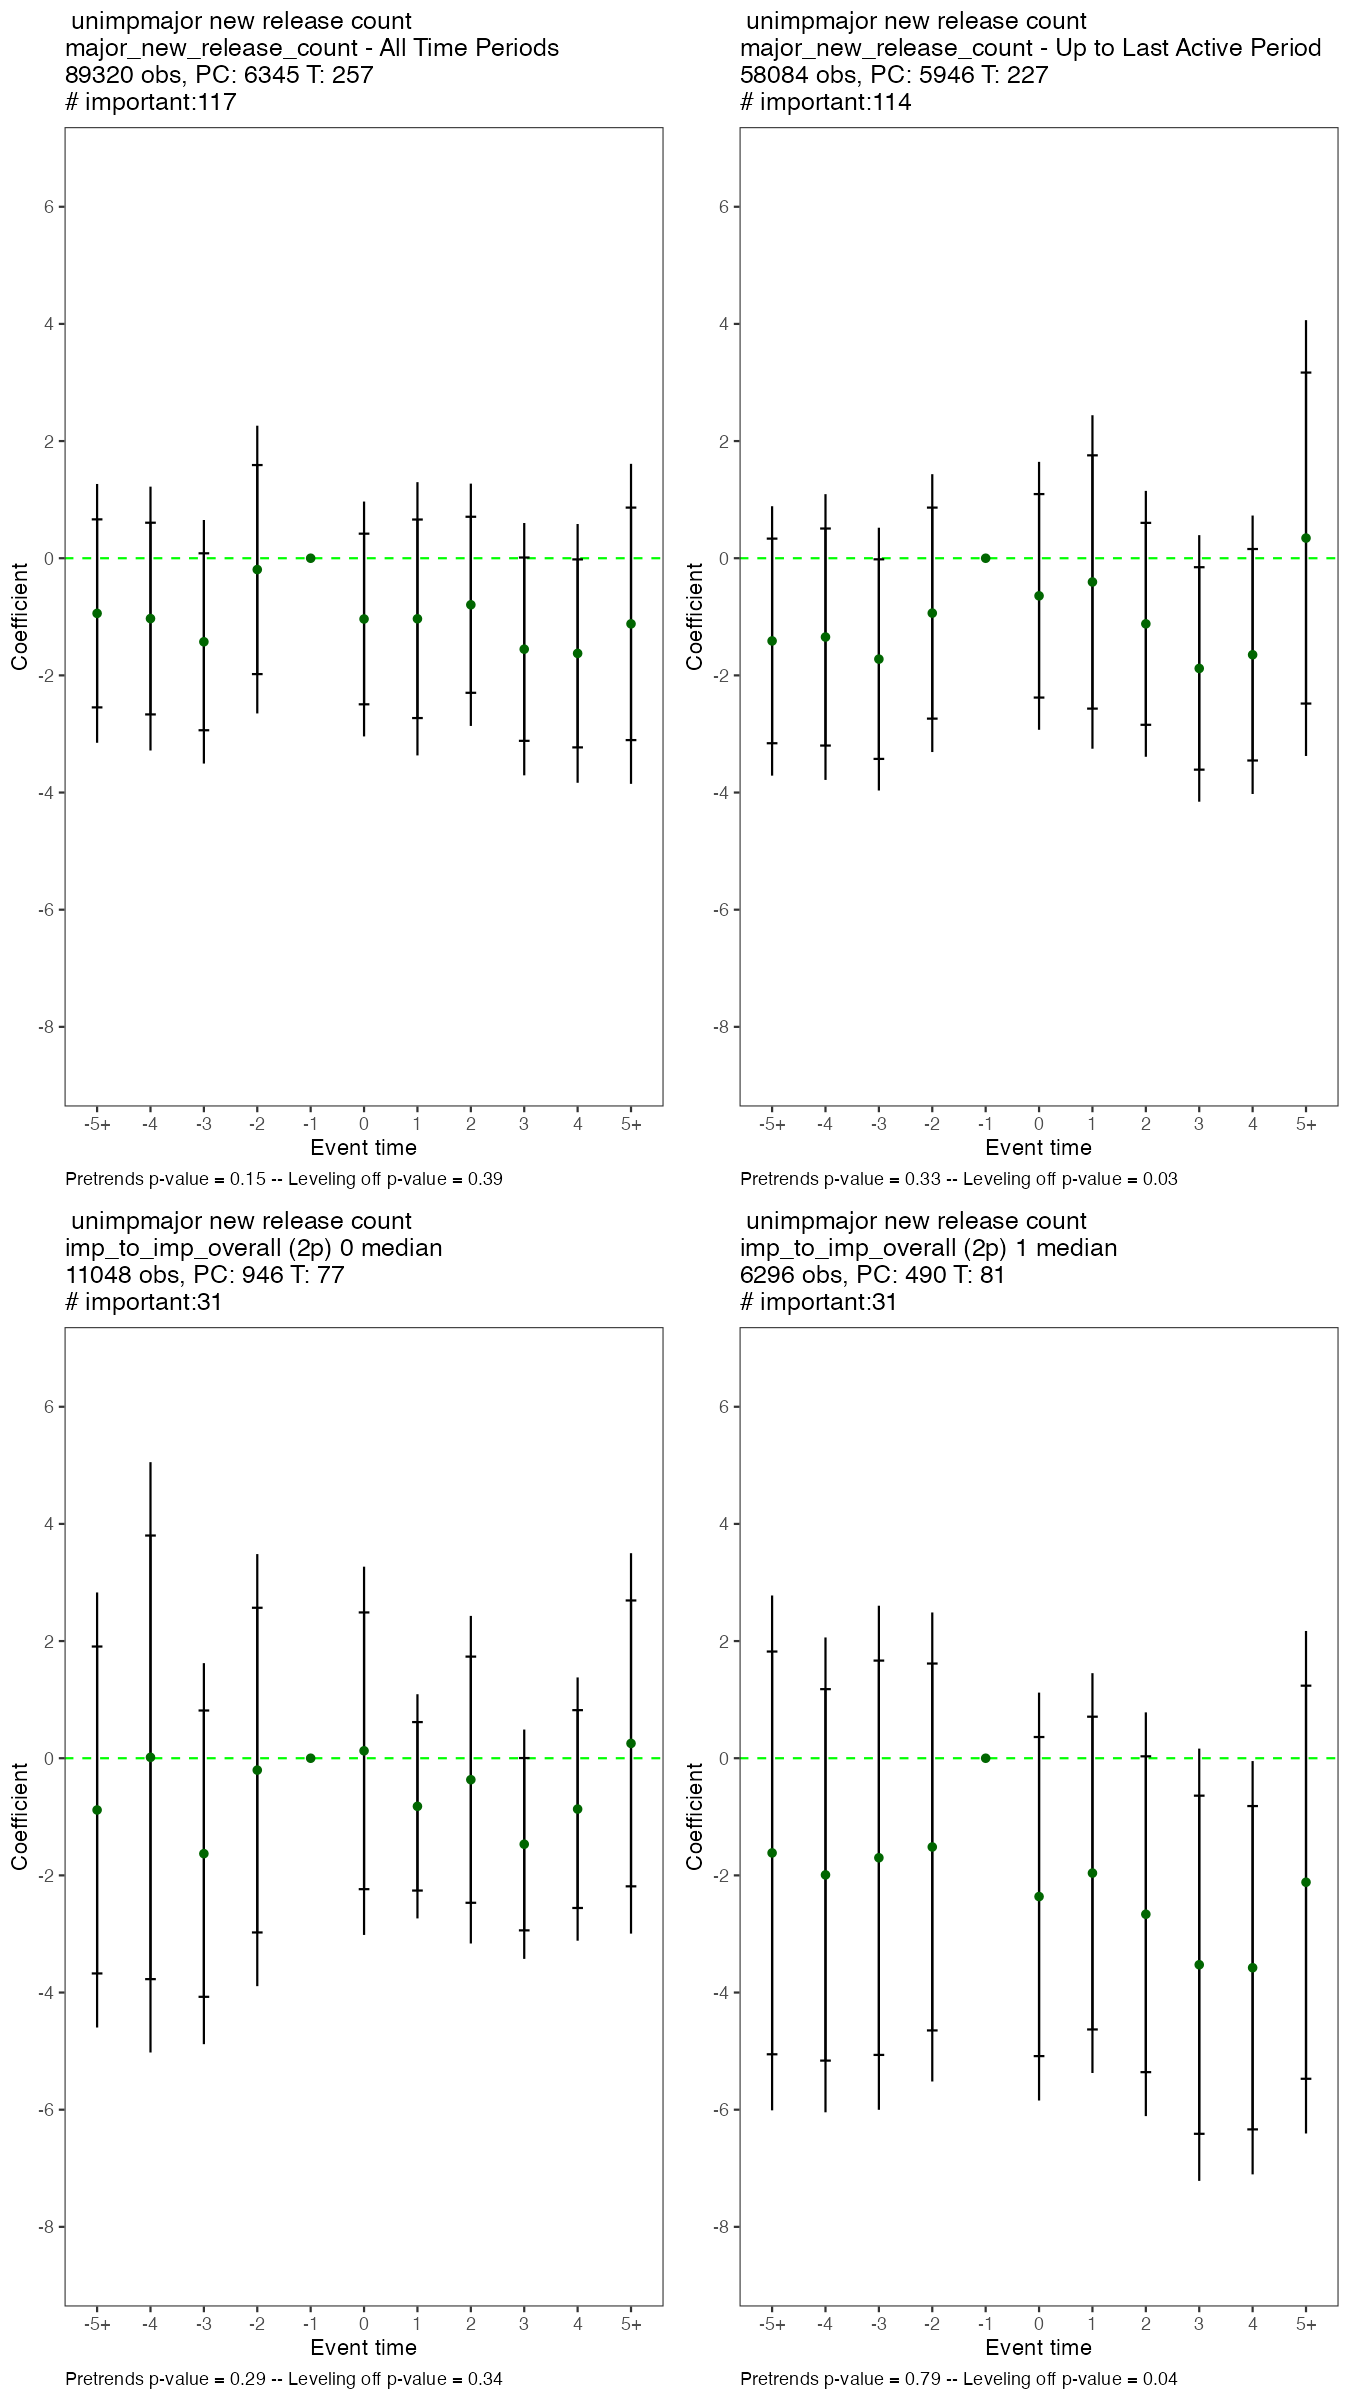 unimpmajor new release count
major_new_release_count - All Time Periods
89320 obs, PC: 6345 T: 257
# important:117
6
4
2
0
-2
-4
-6
-8
Coefficient
-5+ -4 -3 -2 -1 0 1 2 3 4 5+
Event time
Pretrends p-value = 0.15 -- Leveling off p-value = 0.39
unimpmajor new release count
major_new_release_count - Up to Last Active Period
58084 obs, PC: 5946 T: 227
# important:114
6
4
2
0
-2
-4
-6
-8
Coefficient
-5+ -4 -3 -2 -1 0 1 2 3 4 5+
Event time
Pretrends p-value = 0.33 -- Leveling off p-value = 0.03
unimpmajor new release count
imp_to_imp_overall (2p) 0 median
11048 obs, PC: 946 T: 77
# important:31
6
4
2
0
-2
-4
-6
-8
Coefficient
-5+ -4 -3 -2 -1 0 1 2 3 4 5+
Event time
Pretrends p-value = 0.29 -- Leveling off p-value = 0.34
unimpmajor new release count
imp_to_imp_overall (2p) 1 median
6296 obs, PC: 490 T: 81
# important:31
6
4
2
0
-2
-4
-6
-8
Coefficient
-5+ -4 -3 -2 -1 0 1 2 3 4 5+
Event time
Pretrends p-value = 0.79 -- Leveling off p-value = 0.04